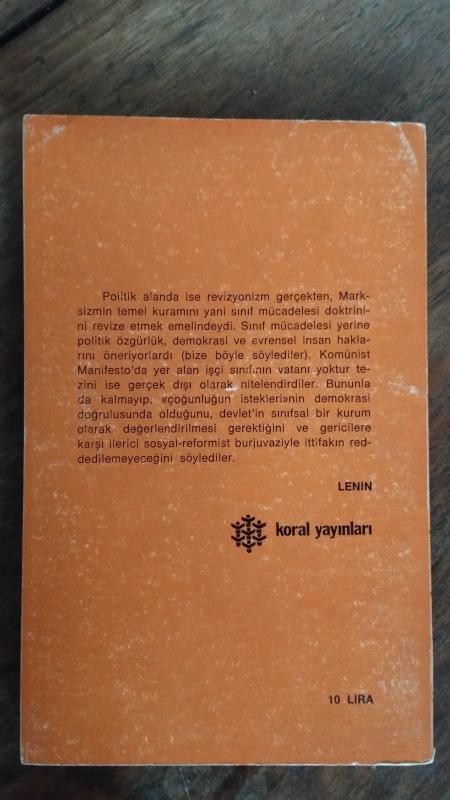 Politik alanda ise revizyonizm gerçekten, Mark-
sizmin temel kuramını yani sınıf mücadelesi doktrini-
ni revize etmek emelindeydi. Sınıf mücadelesi yerine
politik özgürlük, demokrasi ve evrensel insan hakla-
rını öneriyorlardı (bize böyle söylediler). Komünist
Manifesto'da yer alan işçi sınıfının vatanı yoktur te-
zini ise gerçek dışı olarak nitelendirdiler. Bununla
da kalmayıp, «çoğunluğun istekleri»nin demokrasi
doğrulusunda olduğunu, devlet'in sınıfsal bir kurum
olarak değerlendirilmesi gerektiğini ve gericilere
karşı ilerici sosyal-reformist burjuvaziyle ittifakın red-
dedilemeyeceğini söylediler.
LENİN
koral yayınları
10 LİRA